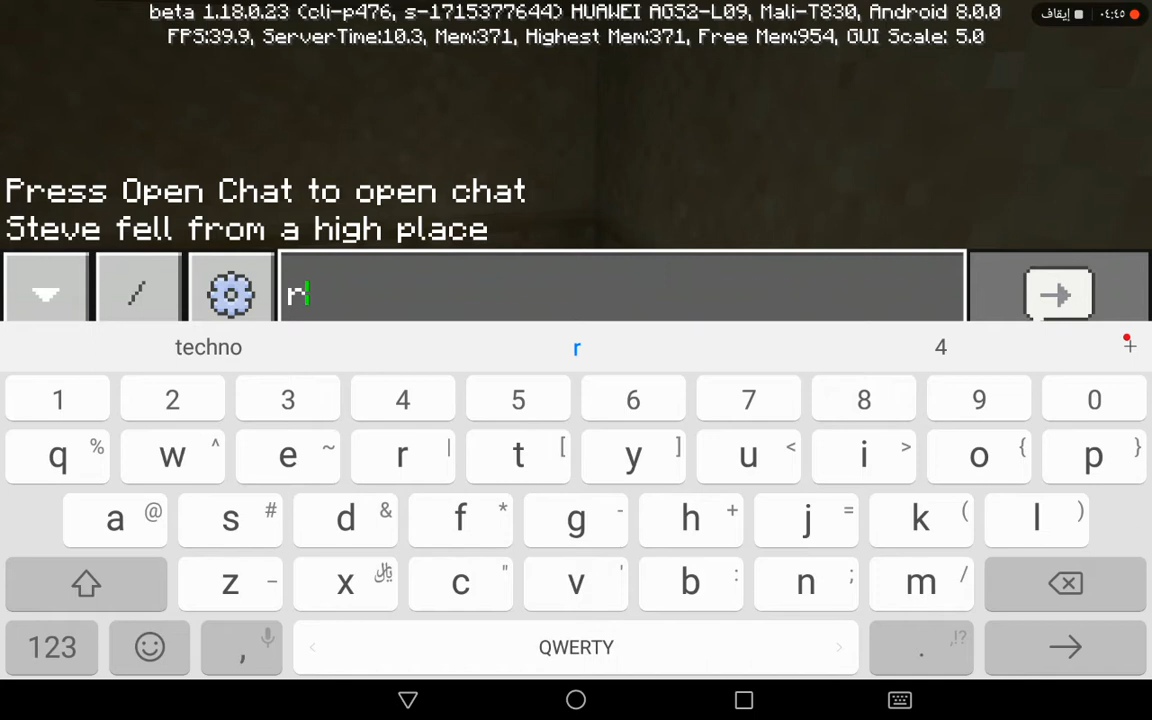 beta 1.18.0.23 (cli-p476, s-1715377644) HUAWEI AGS2-L09, Mali-T830, Android 8.0.0
FPS:39.9, ServerTime:10.3, Mem:371, Highest Mem:371, Free Mem:954, GUI Scale: 5.0
إيقاف ٠٤:٤٥
Press Open Chat to open chat
Steve fell from a high place
/ r
techno r 4 +
1 2 3 4 5 6 7 8 9 0
q % w ^ e ~ r | t [ y ] u < i > o { p }
a @ s # d & f * g - h + j = k ( l )
z _ x ﷼ c " v ' b : n ; m /
123 , < QWERTY > . ,!?